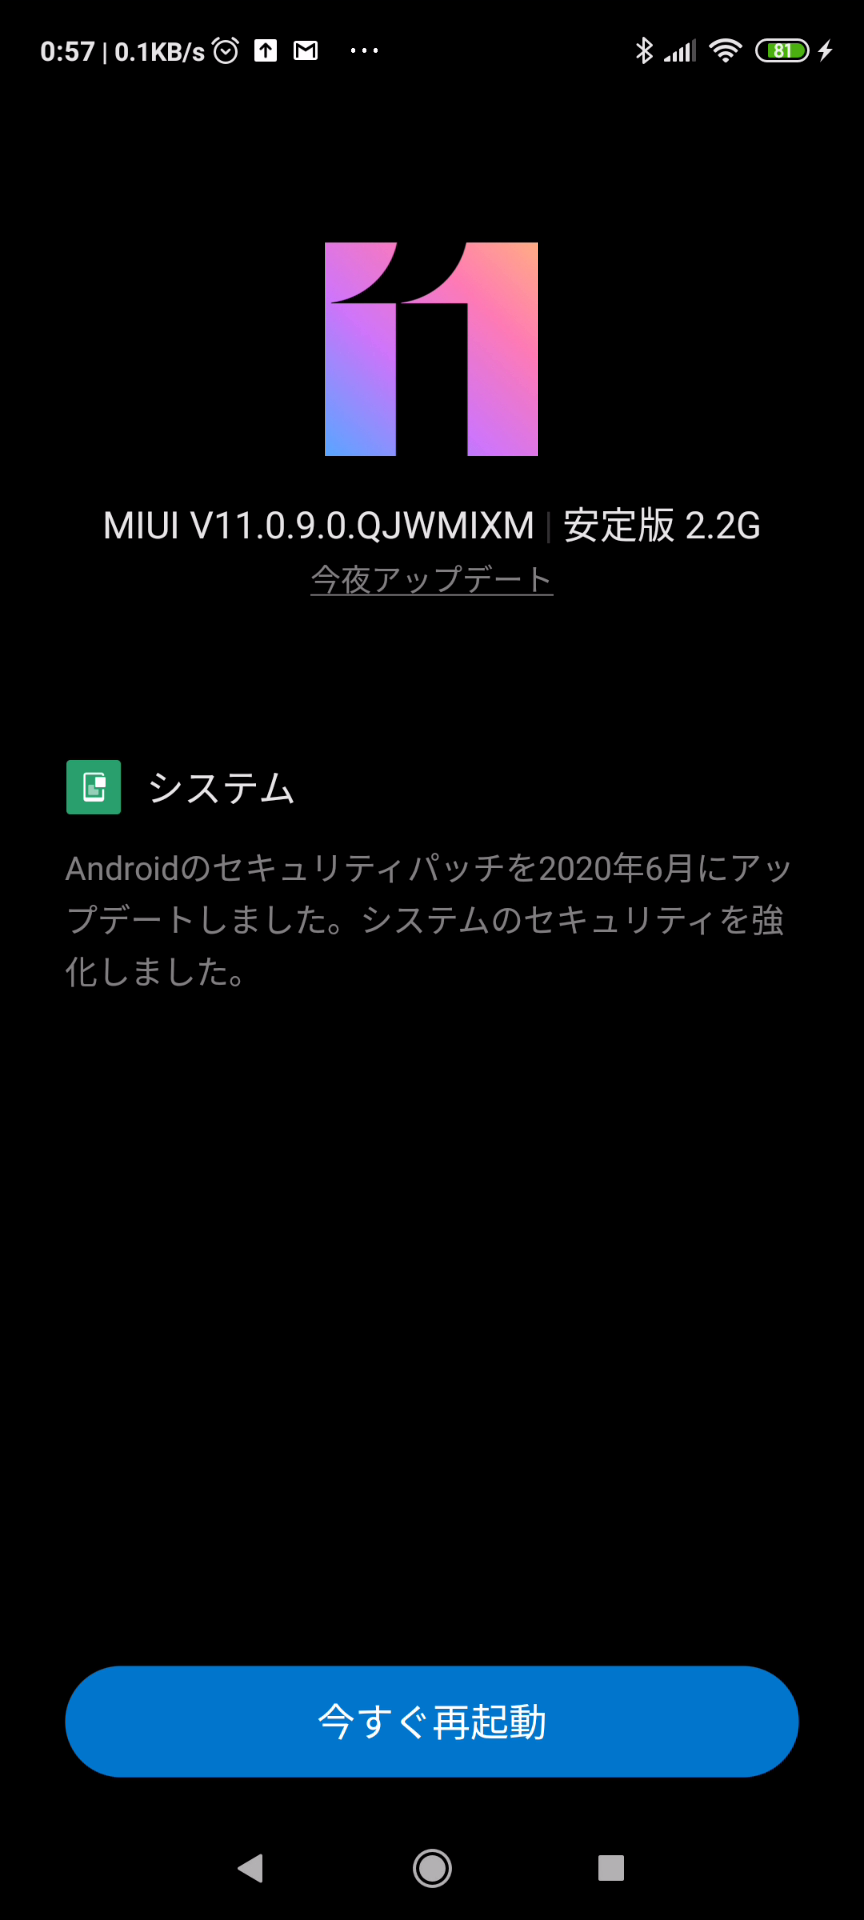 0:57 | 0.1KB/s ... 81
11
MIUI V11.0.9.0.QJWMIXM | 安定版 2.2G
今夜アップデート
システム
Androidのセキュリティパッチを2020年6月にアッ
プデートしました。システムのセキュリティを強
化しました。
今すぐ再起動